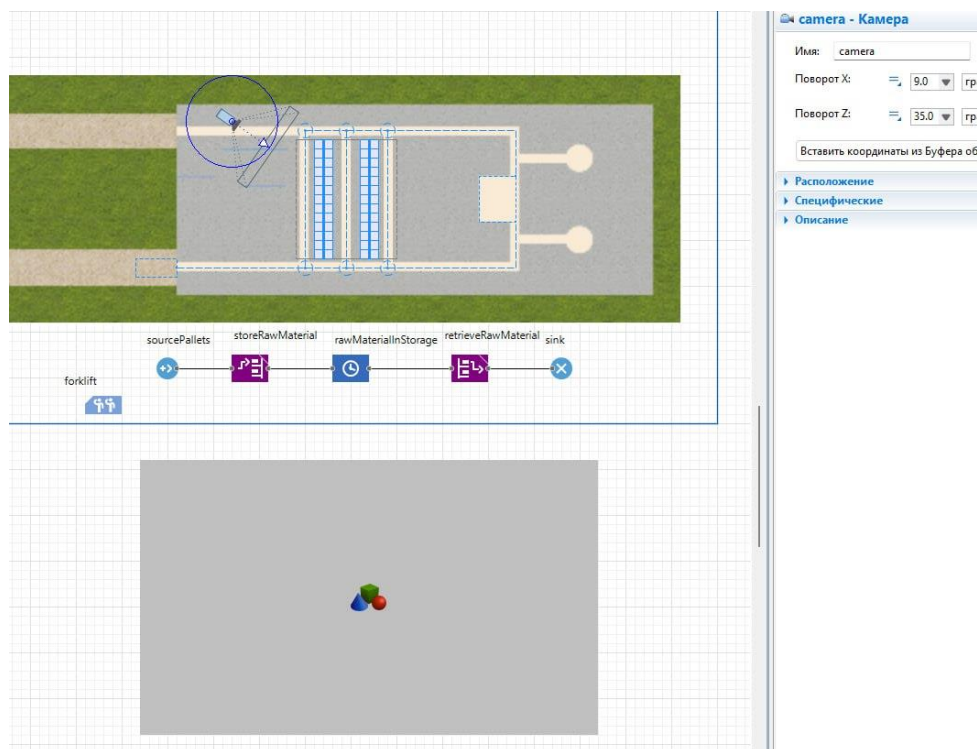 camera - Камера
Имя: camera
Поворот X: 9.0 гр
Поворот Z: 35.0 гр
Вставить координаты из Буфера об
Расположение
Специфические
Описание
sourcePallets storeRawMaterial rawMaterialInStorage retrieveRawMaterial sink
forklift